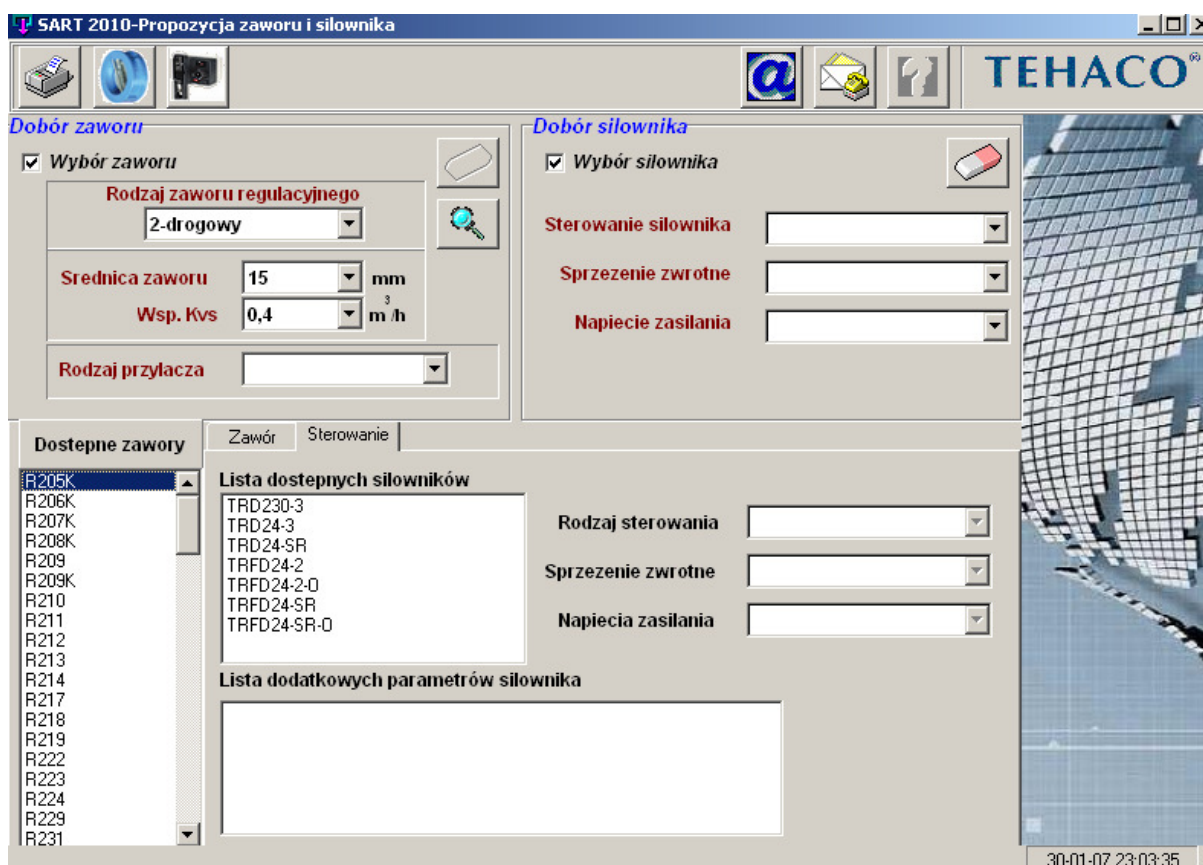 SART 2010-Propozycja zaworu i silownika
@
TEHACO®
Dobór zaworu
Wybór zaworu
Rodzaj zaworu regulacyjnego
2-drogowy
Srednica zaworu 15 mm
Wsp. Kvs 0,4 m³/h
Rodzaj przylacza
Dobór silownika
Wybór silownika
Sterowanie silownika
Sprzezenie zwrotne
Napiecie zasilania
Dostepne zawory
R205K
R206K
R207K
R208K
R209
R209K
R210
R211
R212
R213
R214
R217
R218
R219
R222
R223
R224
R229
R231
Zawór Sterowanie
Lista dostepnych silowników
TRD230-3
TRD24-3
TRD24-SR
TRFD24-2
TRFD24-2-O
TRFD24-SR
TRFD24-SR-O
Rodzaj sterowania
Sprzezenie zwrotne
Napiecia zasilania
Lista dodatkowych parametrów silownika
30-01-07 23:03:35